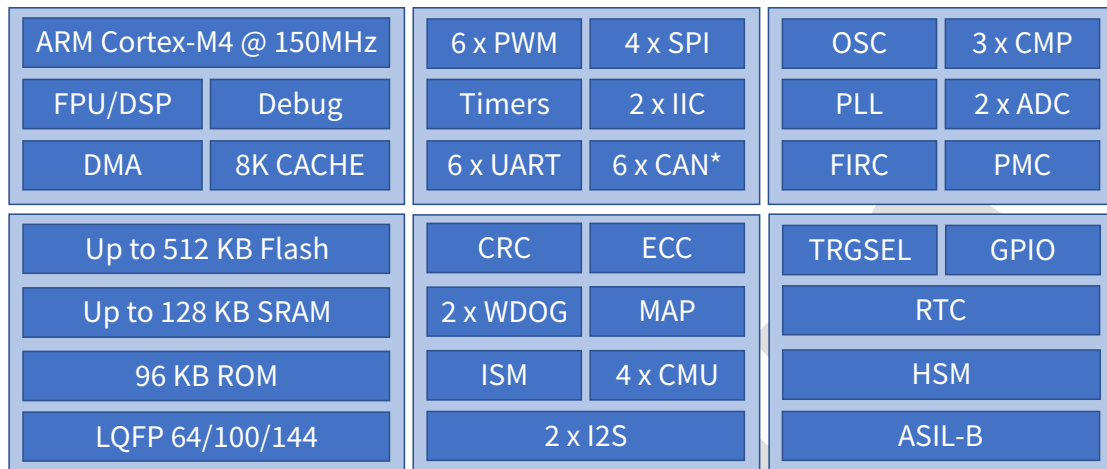 ARM Cortex-M4 @ 150MHz
FPU/DSP
Debug
DMA
8K CACHE
6 x PWM
4 x SPI
Timers
2 x IIC
6 x UART
6 x CAN*
OSC
3 x CMP
PLL
2 x ADC
FIRC
PMC
Up to 512 KB Flash
Up to 128 KB SRAM
96 KB ROM
LQFP 64/100/144
CRC
ECC
2 x WDOG
MAP
ISM
4 x CMU
2 x I2S
TRGSEL
GPIO
RTC
HSM
ASIL-B